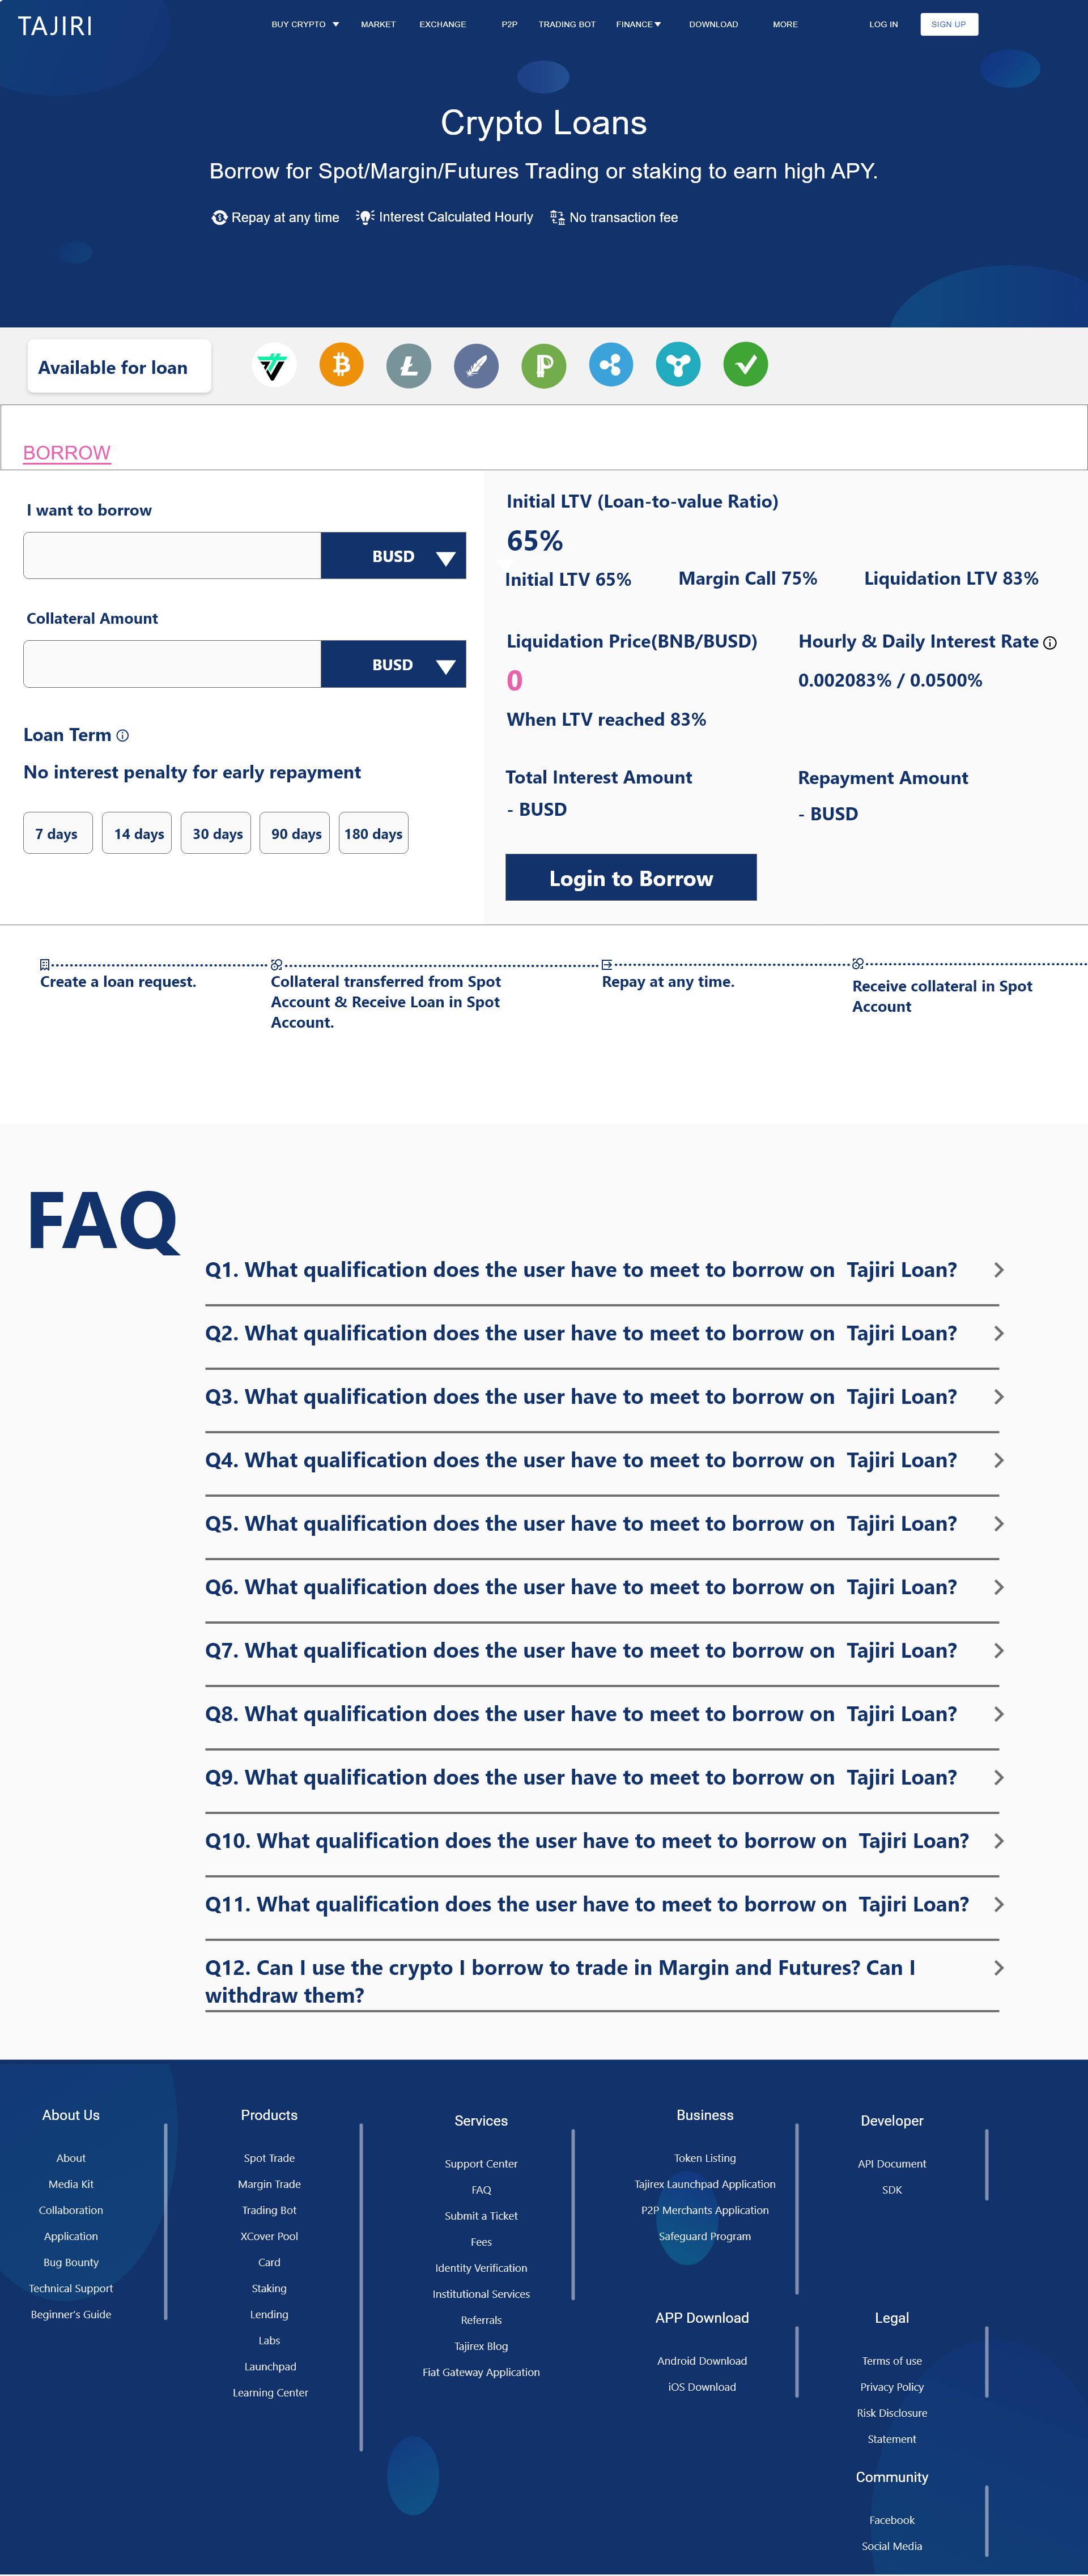 TAJIRI
BUY CRYPTO
MARKET
EXCHANGE
P2P
TRADING BOT
FINANCE
DOWNLOAD
MORE
LOG IN
SIGN UP
Crypto Loans
Borrow for Spot/Margin/Futures Trading or staking to earn high APY.
Repay at any time
Interest Calculated Hourly
No transaction fee
Available for loan
BORROW
I want to borrow
BUSD
Collateral Amount
BUSD
Loan Term
No interest penalty for early repayment
7 days
14 days
30 days
90 days
180 days
Initial LTV (Loan-to-value Ratio)
65%
Initial LTV 65%
Margin Call 75%
Liquidation LTV 83%
Liquidation Price(BNB/BUSD)
0
When LTV reached 83%
Hourly & Daily Interest Rate
0.002083% / 0.0500%
Total Interest Amount
- BUSD
Repayment Amount
- BUSD
Login to Borrow
Create a loan request.
Collateral transferred from Spot
Account & Receive Loan in Spot
Account.
Repay at any time.
Receive collateral in Spot
Account
FAQ
Q1. What qualification does the user have to meet to borrow on  Tajiri Loan?
Q2. What qualification does the user have to meet to borrow on  Tajiri Loan?
Q3. What qualification does the user have to meet to borrow on  Tajiri Loan?
Q4. What qualification does the user have to meet to borrow on  Tajiri Loan?
Q5. What qualification does the user have to meet to borrow on  Tajiri Loan?
Q6. What qualification does the user have to meet to borrow on  Tajiri Loan?
Q7. What qualification does the user have to meet to borrow on  Tajiri Loan?
Q8. What qualification does the user have to meet to borrow on  Tajiri Loan?
Q9. What qualification does the user have to meet to borrow on  Tajiri Loan?
Q10. What qualification does the user have to meet to borrow on  Tajiri Loan?
Q11. What qualification does the user have to meet to borrow on  Tajiri Loan?
Q12. Can I use the crypto I borrow to trade in Margin and Futures? Can I
withdraw them?
About Us
About
Media Kit
Collaboration
Application
Bug Bounty
Technical Support
Beginner's Guide
Products
Spot Trade
Margin Trade
Trading Bot
XCover Pool
Card
Staking
Lending
Labs
Launchpad
Learning Center
Services
Support Center
FAQ
Submit a Ticket
Fees
Identity Verification
Institutional Services
Referrals
Tajirex Blog
Fiat Gateway Application
Business
Token Listing
Tajirex Launchpad Application
P2P Merchants Application
Safeguard Program
APP Download
Android Download
iOS Download
Developer
API Document
SDK
Legal
Terms of use
Privacy Policy
Risk Disclosure
Statement
Community
Facebook
Social Media